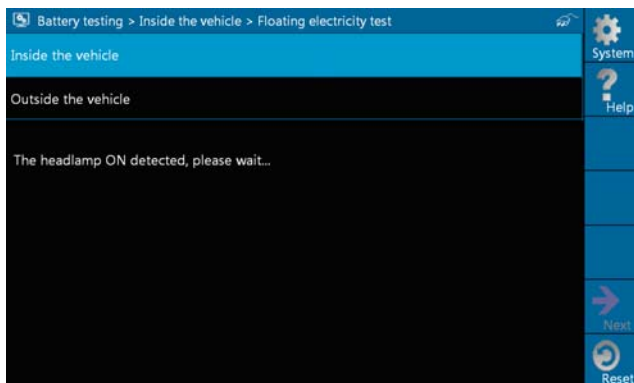 Battery testing > Inside the vehicle > Floating electricity test
System
Inside the vehicle
Help
Outside the vehicle
The headlamp ON detected, please wait...
Next
Reset